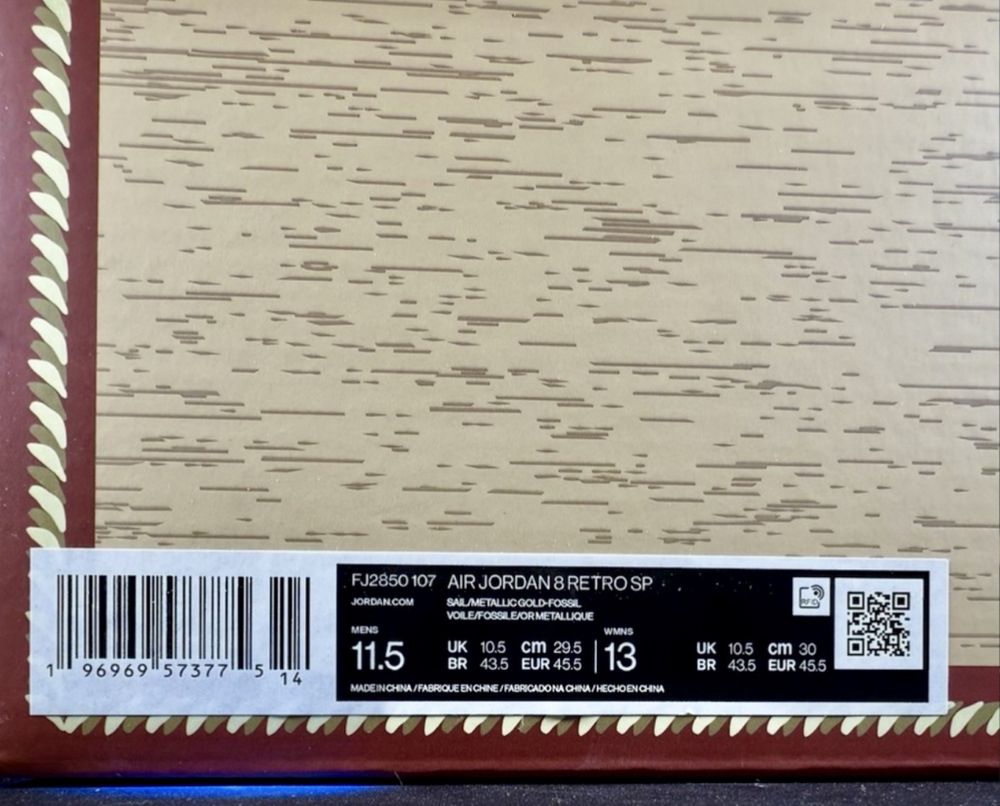 FJ2850 107 AIR JORDAN 8 RETRO SP
RFID
JORDAN.COM SAIL/METALLIC GOLD-FOSSIL
VOILE/FOSSILE/OR METALLIQUE
MENS WMNS
11.5 UK 10.5 cm 29.5 13 UK 10.5 cm 30
BR 43.5 EUR 45.5 BR 43.5 EUR 45.5
MADE IN CHINA / FABRIQUE EN CHINE / FABRICADO NA CHINA / HECHO EN CHINA
1 96969 57377 5 14